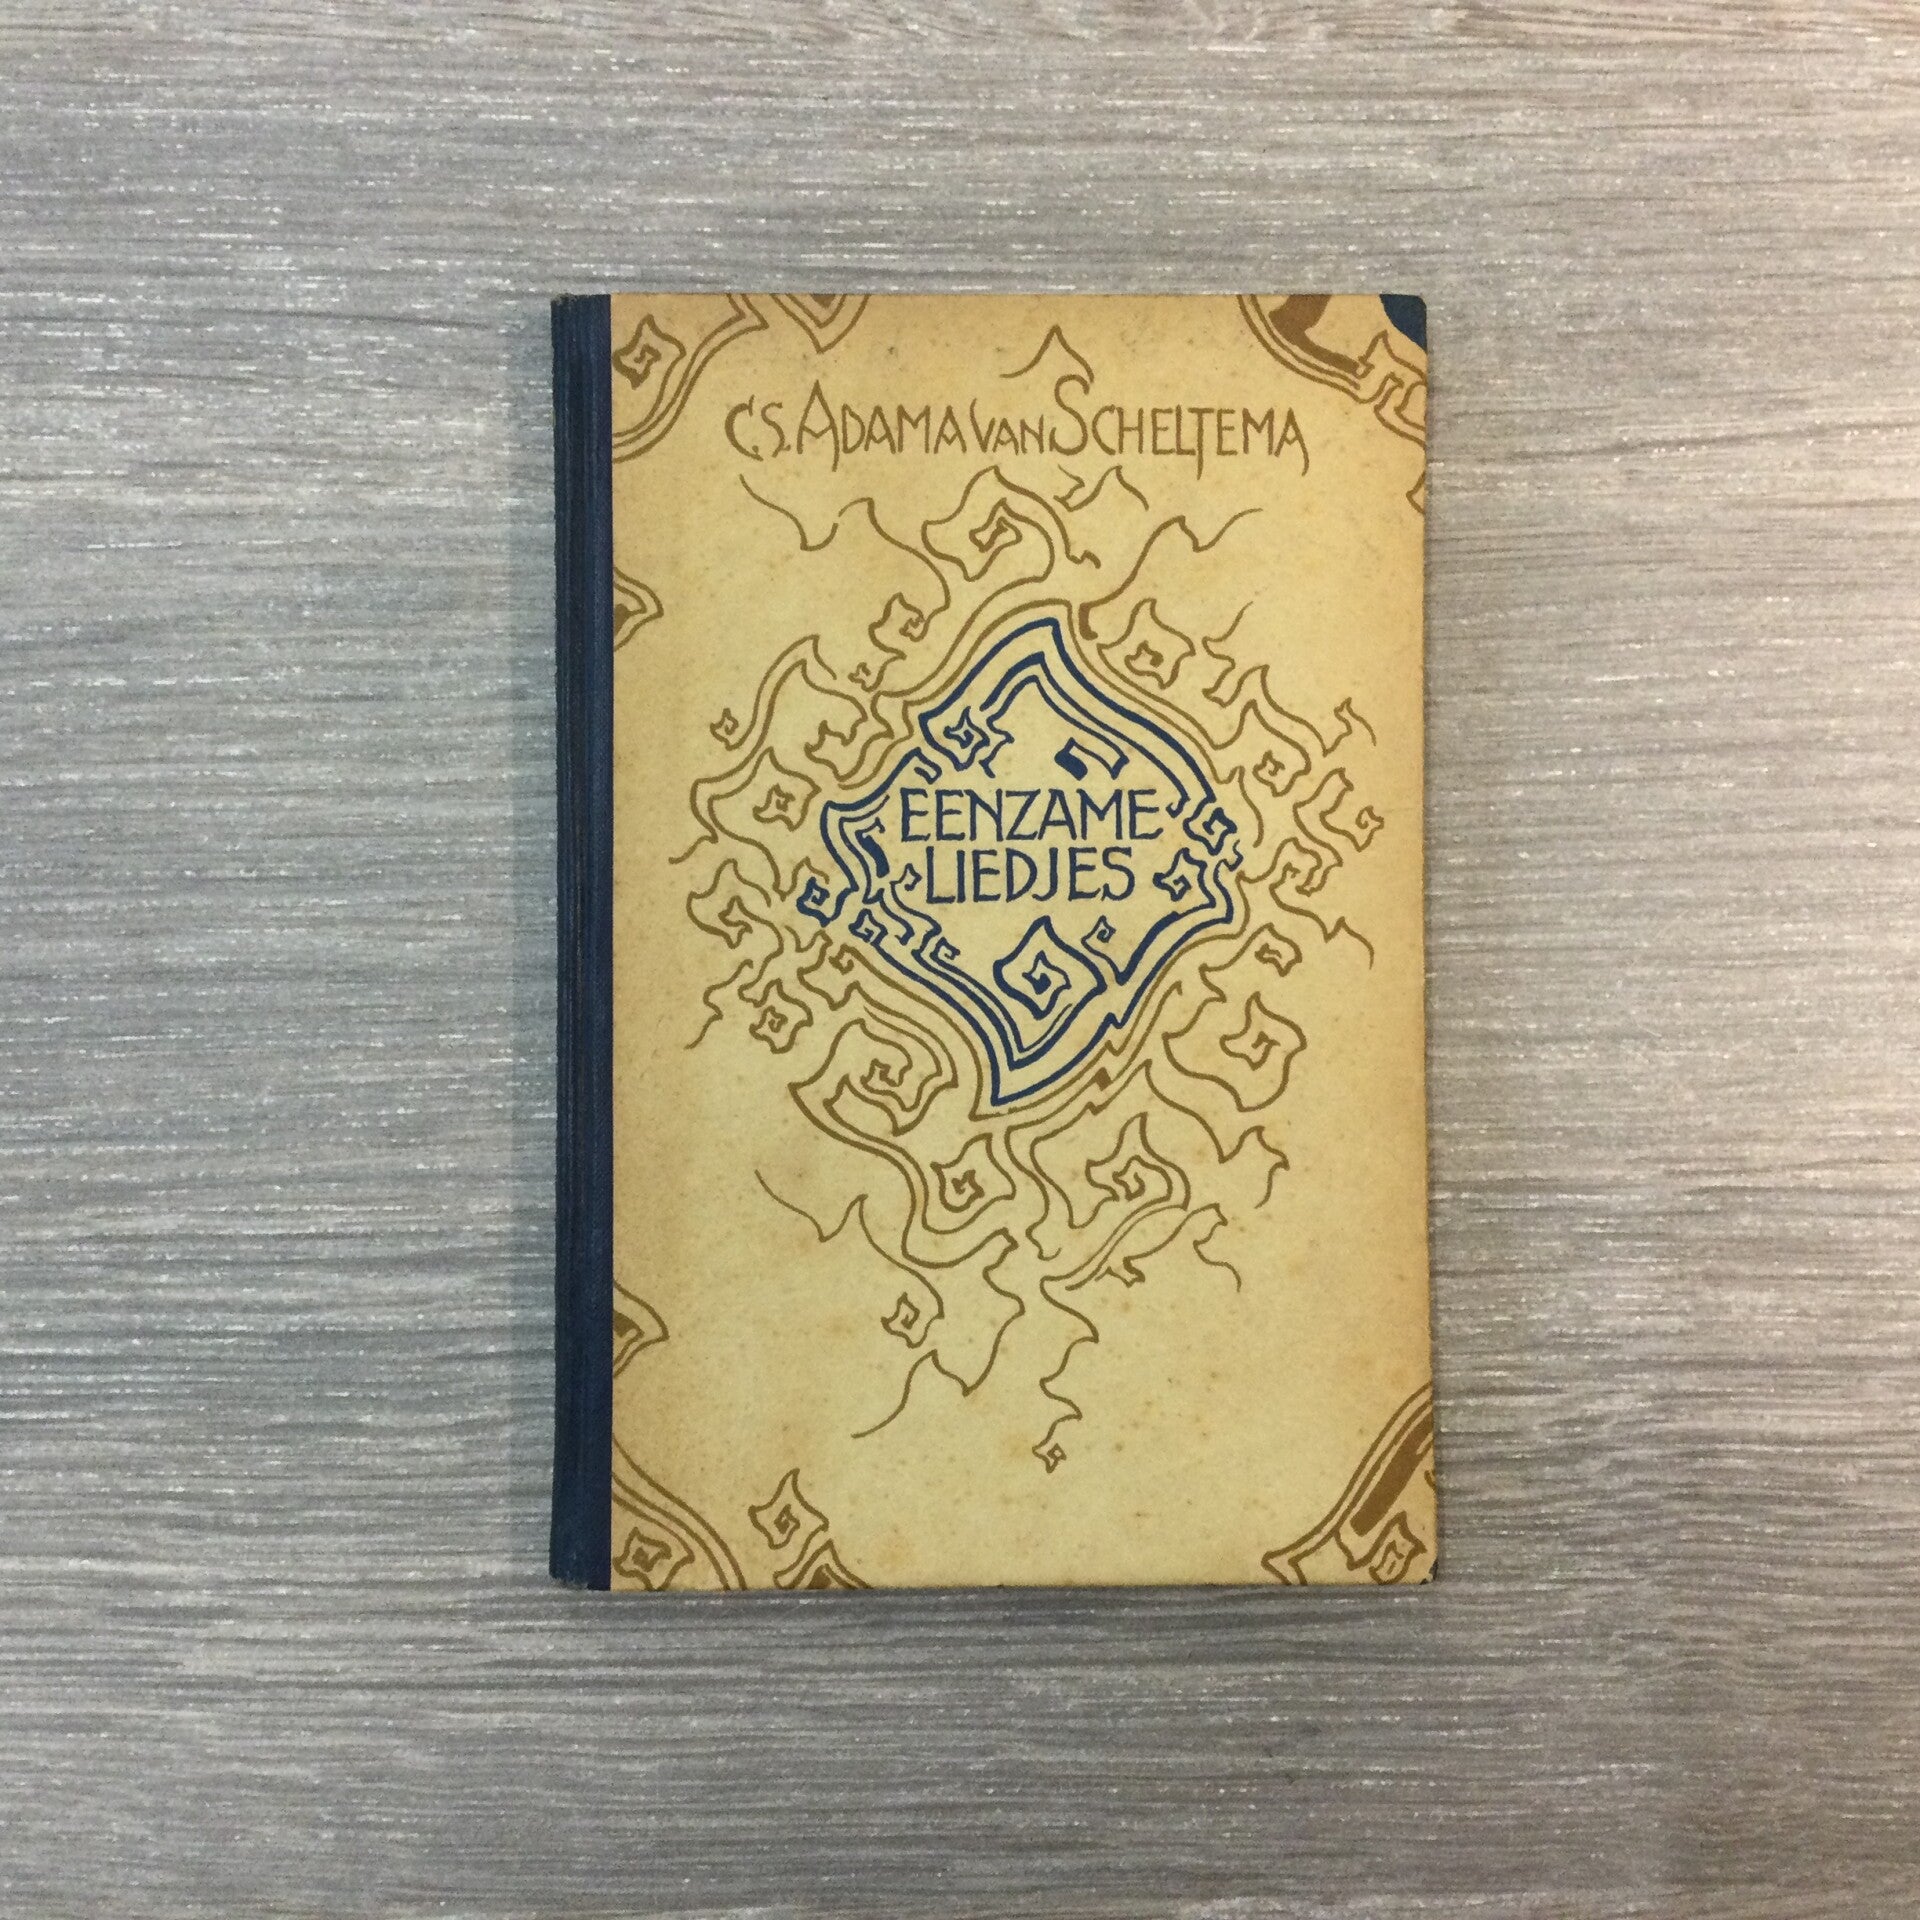 C.S. ADAMA VAN SCHELTEMA
EENZAME
LIEDJES